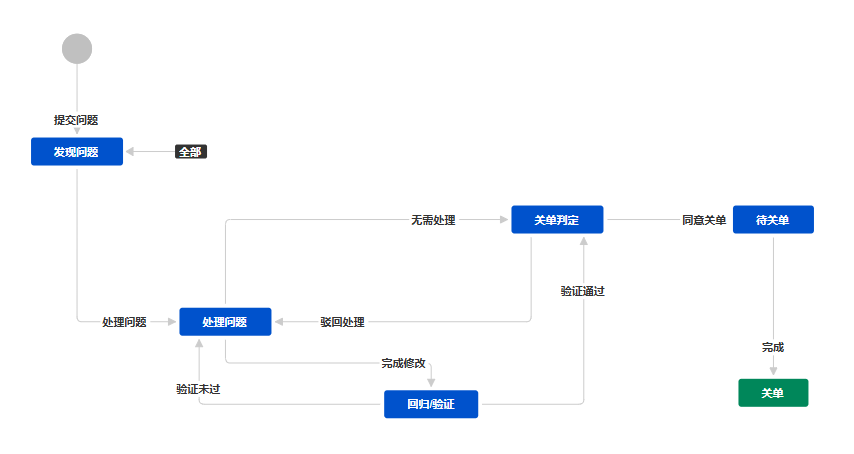 提交问题
发现问题
全部
无需处理
关单判定
同意关单
待关单
验证通过
处理问题
处理问题
驳回处理
完成
完成修改
验证未过
关单
回归/验证